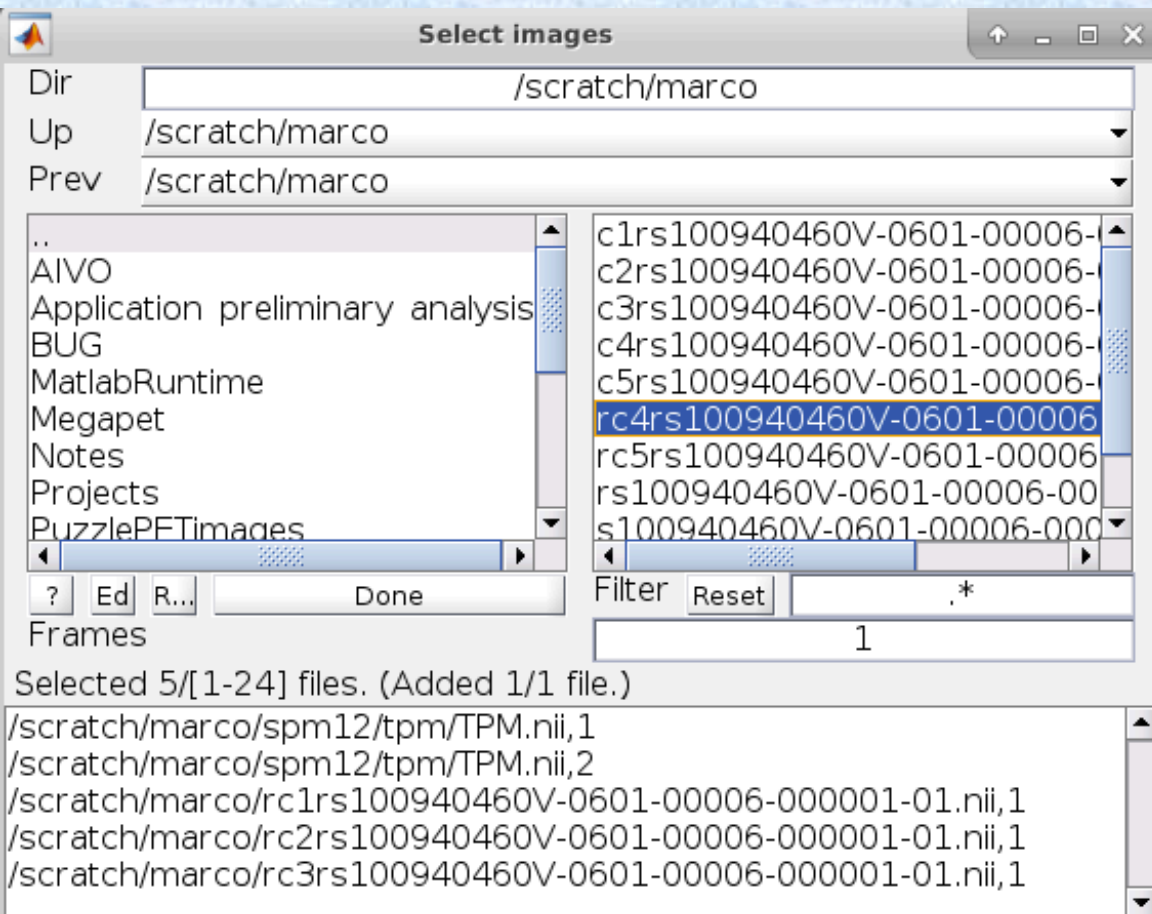 Select images
Dir /scratch/marco
Up /scratch/marco
Prev /scratch/marco
..
AIVO
Application preliminary analysis
BUG
MatlabRuntime
Megapet
Notes
Projects
PuzzlePETimages
c1rs100940460V-0601-00006-
c2rs100940460V-0601-00006-
c3rs100940460V-0601-00006-
c4rs100940460V-0601-00006-
c5rs100940460V-0601-00006-
rc4rs100940460V-0601-00006
rc5rs100940460V-0601-00006
rs100940460V-0601-00006-00
s100940460V-0601-00006-000
? Ed R... Done
Filter Reset .*
Frames 1
Selected 5/[1-24] files. (Added 1/1 file.)
/scratch/marco/spm12/tpm/TPM.nii,1
/scratch/marco/spm12/tpm/TPM.nii,2
/scratch/marco/rc1rs100940460V-0601-00006-000001-01.nii,1
/scratch/marco/rc2rs100940460V-0601-00006-000001-01.nii,1
/scratch/marco/rc3rs100940460V-0601-00006-000001-01.nii,1